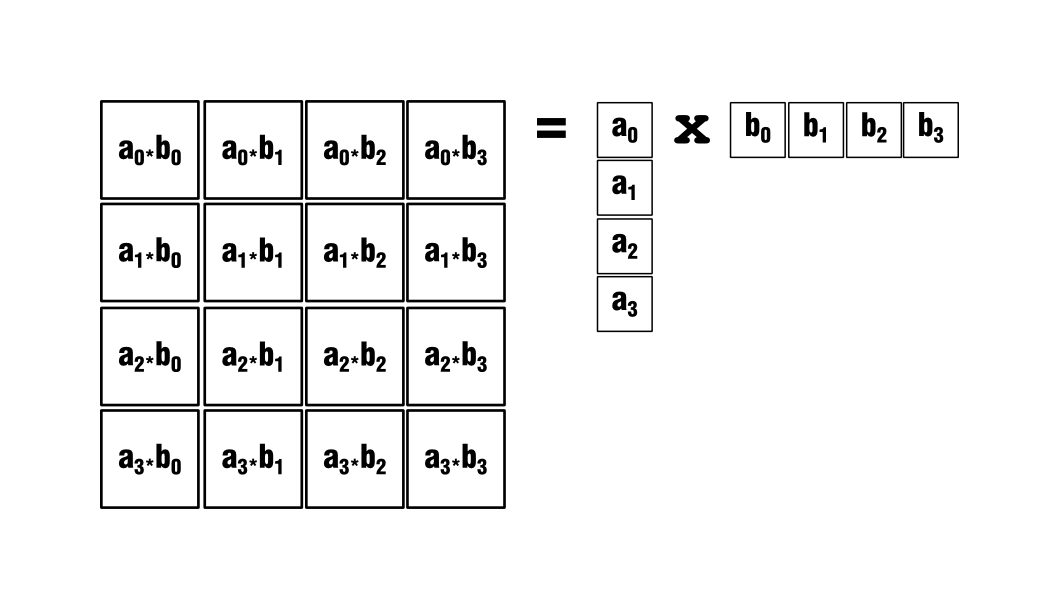 a₀*b₀ a₀*b₁ a₀*b₂ a₀*b₃ = a₀ x b₀ b₁ b₂ b₃
a₁
a₁*b₀ a₁*b₁ a₁*b₂ a₁*b₃
a₂
a₃
a₂*b₀ a₂*b₁ a₂*b₂ a₂*b₃
a₃*b₀ a₃*b₁ a₃*b₂ a₃*b₃